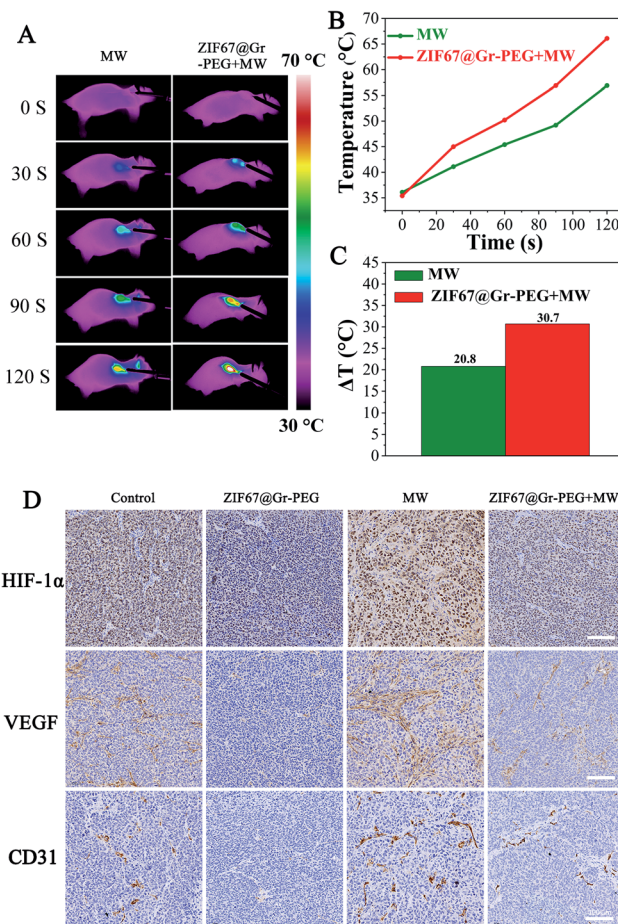 A
MW
ZIF67@Gr
-PEG+MW
70 °C
0 S
30 S
60 S
90 S
120 S
30 °C
B
MW
ZIF67@Gr-PEG+MW
Temperature (°C)
70
65
60
55
50
45
40
35
0 20 40 60 80 100 120
Time (s)
C
MW
ZIF67@Gr-PEG+MW
ΔT (°C)
45
40
35
30
25
20
15
10
5
0
20.8
30.7
D
Control ZIF67@Gr-PEG MW ZIF67@Gr-PEG+MW
HIF-1α
VEGF
CD31